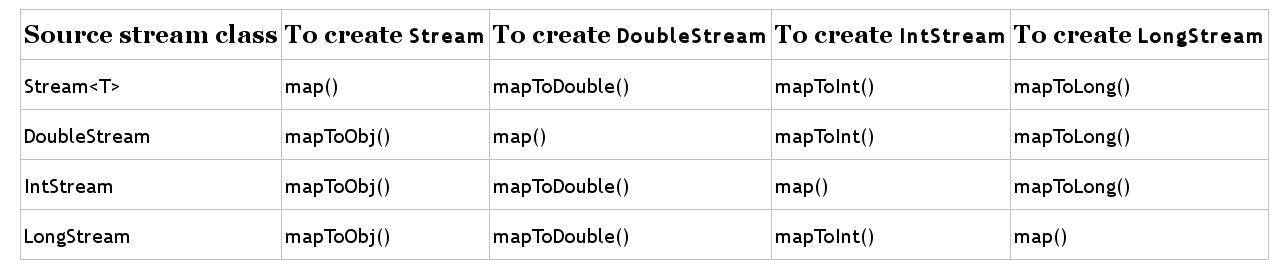 Source stream class To create Stream To create DoubleStream To create IntStream To create LongStream
Stream<T> map() mapToDouble() mapToInt() mapToLong()
DoubleStream mapToObj() map() mapToInt() mapToLong()
IntStream mapToObj() mapToDouble() map() mapToLong()
LongStream mapToObj() mapToDouble() mapToInt() map()